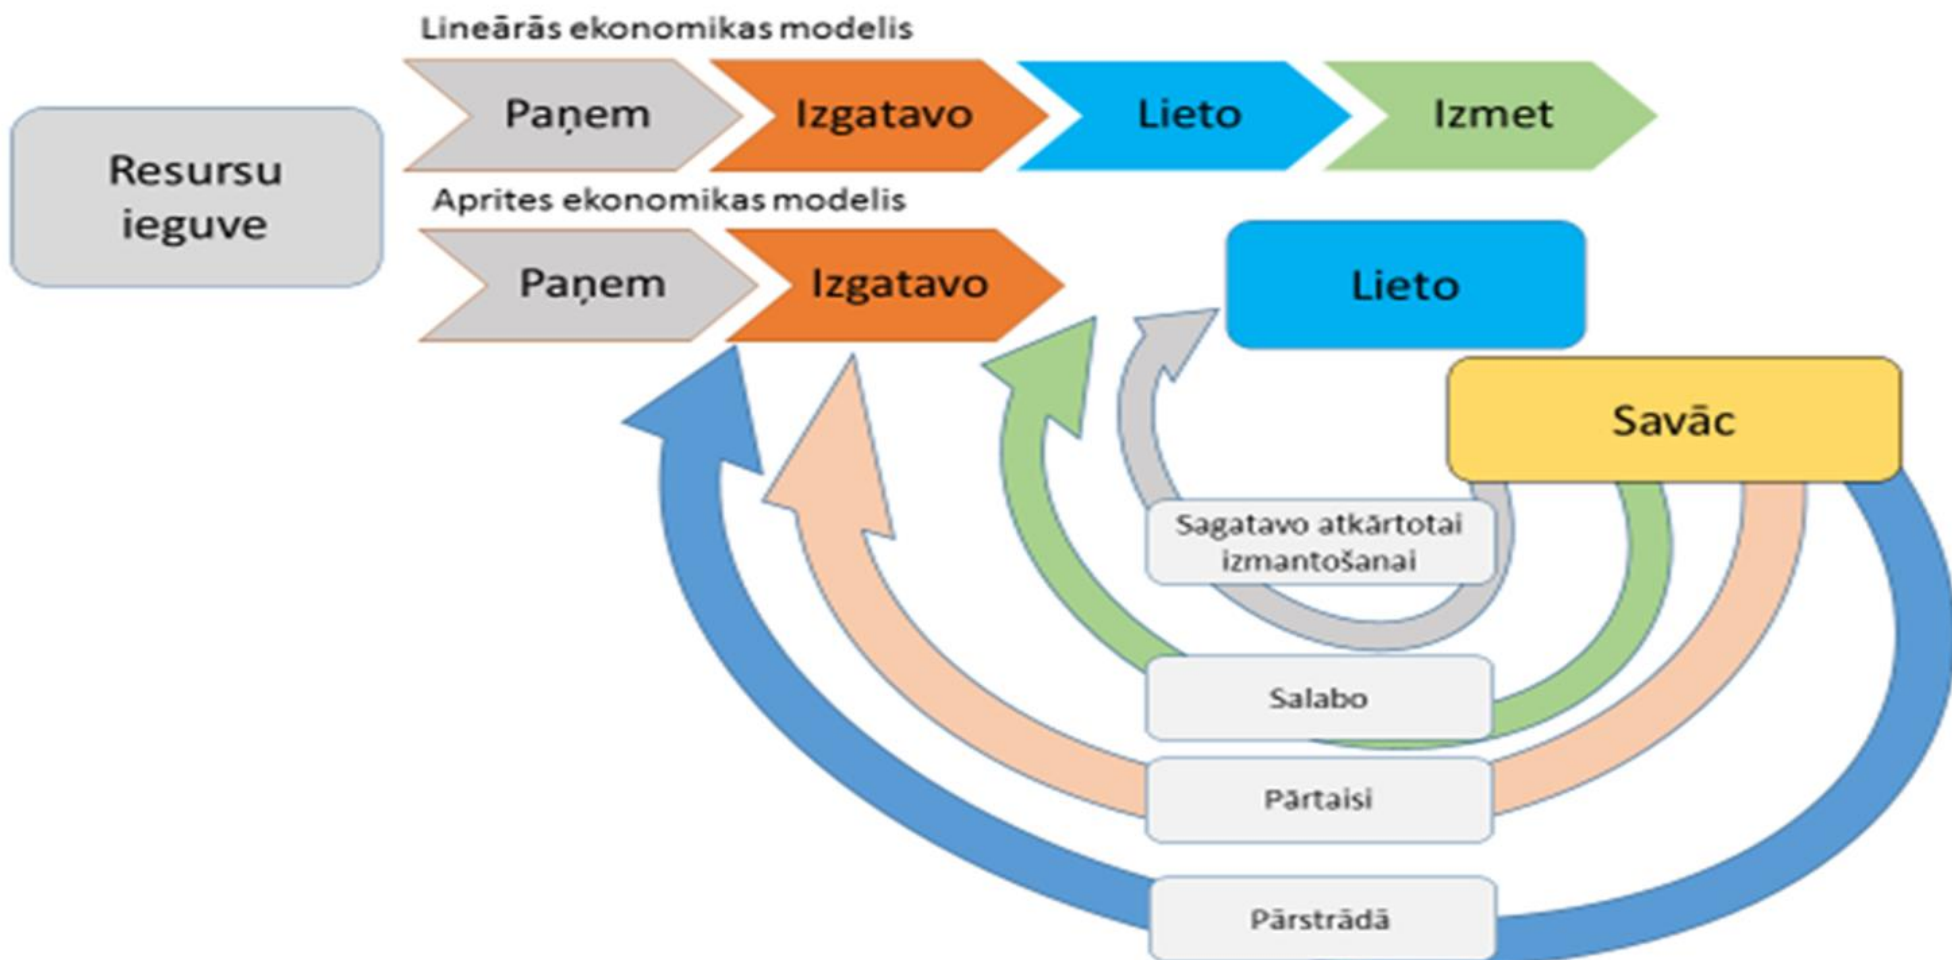 Lineārās ekonomikas modelis
Paņem
Izgatavo
Lieto
Izmet
Resursu
ieguve
Aprites ekonomikas modelis
Paņem
Izgatavo
Lieto
Savāc
Sagatavo atkārtotai
izmantošanai
Salabo
Pārtaisi
Pārstrādā